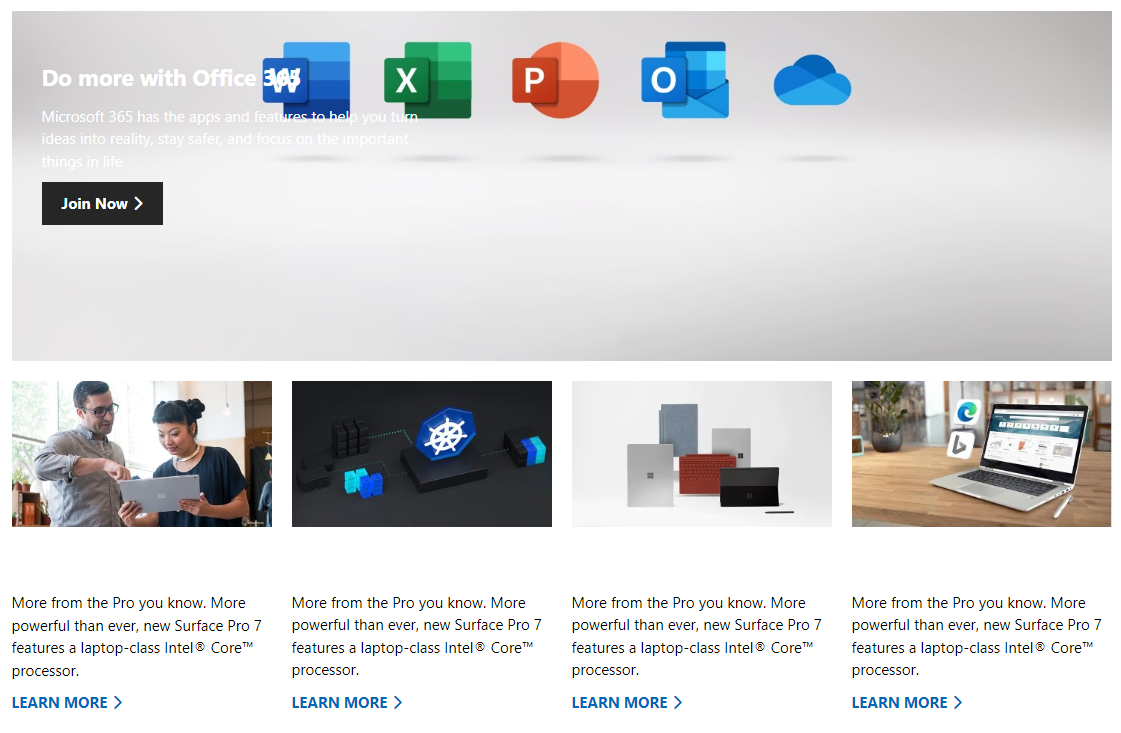 Do more with Office 365
Microsoft 365 has the apps and features to help you turn
ideas into reality, stay safer, and focus on the important
things in life
Join Now
W
X
P
O
More from the Pro you know. More
powerful than ever, new Surface Pro 7
features a laptop-class Intel® Core™
processor.
LEARN MORE
More from the Pro you know. More
powerful than ever, new Surface Pro 7
features a laptop-class Intel® Core™
processor.
LEARN MORE
More from the Pro you know. More
powerful than ever, new Surface Pro 7
features a laptop-class Intel® Core™
processor.
LEARN MORE
More from the Pro you know. More
powerful than ever, new Surface Pro 7
features a laptop-class Intel® Core™
processor.
LEARN MORE